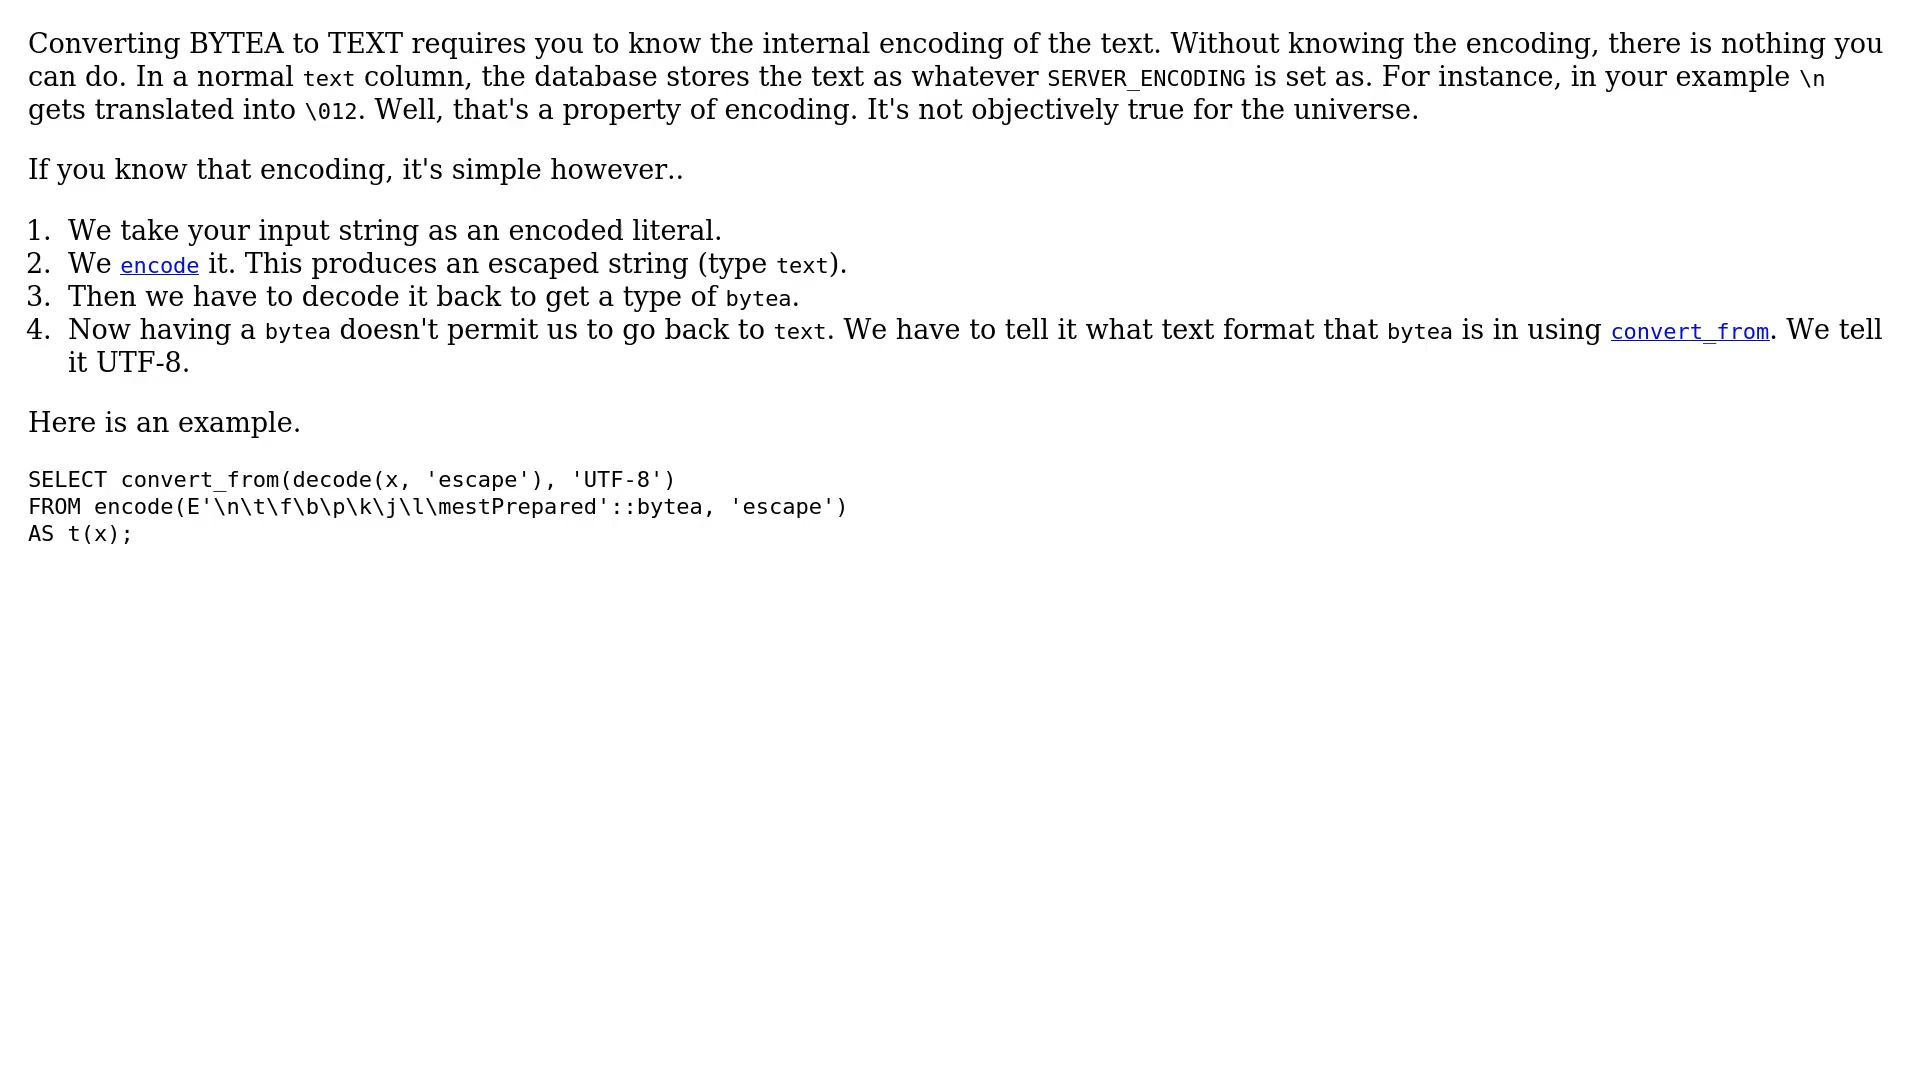 Converting BYTEA to TEXT requires you to know the internal encoding of the text. Without knowing the encoding, there is nothing you
can do. In a normal text column, the database stores the text as whatever SERVER_ENCODING is set as. For instance, in your example \n
gets translated into \012. Well, that's a property of encoding. It's not objectively true for the universe.
If you know that encoding, it's simple however..
1. We take your input string as an encoded literal.
2. We encode it. This produces an escaped string (type text).
3. Then we have to decode it back to get a type of bytea.
4. Now having a bytea doesn't permit us to go back to text. We have to tell it what text format that bytea is in using convert_from. We tell
it UTF-8.
Here is an example.
SELECT convert_from(decode(x, 'escape'), 'UTF-8')
FROM encode(E'\n\t\f\b\p\k\j\l\mestPrepared'::bytea, 'escape')
AS t(x);